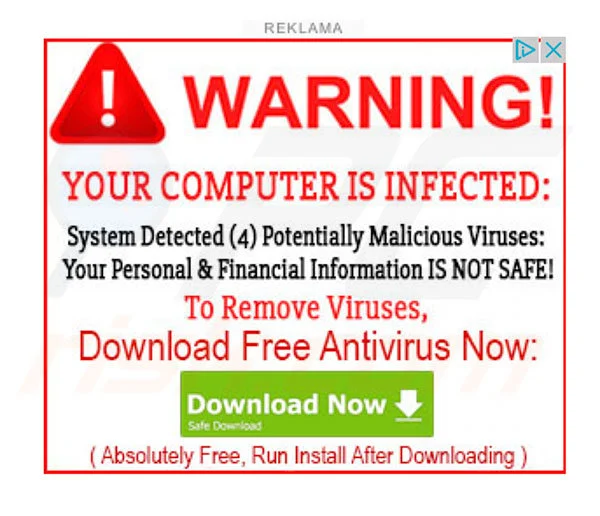 REKLAMA
WARNING!
YOUR COMPUTER IS INFECTED:
System Detected (4) Potentially Malicious Viruses:
Your Personal & Financial Information IS NOT SAFE!
To Remove Viruses,
Download Free Antivirus Now:
Download Now
Safe Download
( Absolutely Free, Run Install After Downloading )